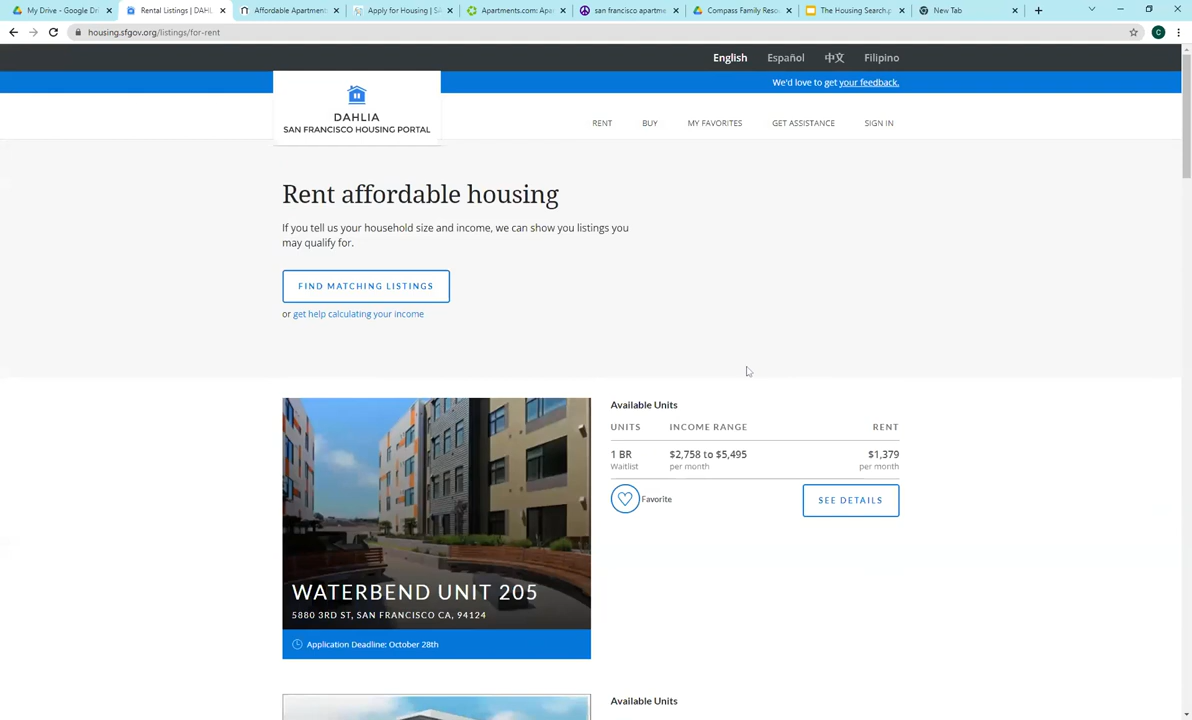 My Drive - Google Dri
Rental Listings | DAHL
Affordable Apartment
Apply for Housing | SA
Apartments.com: Apar
san francisco apartme
Compass Family Resou
The Housing Search.p
New Tab
housing.sfgov.org/listings/for-rent
C
English Español 中文 Filipino
We'd love to get your feedback.
DAHLIA
SAN FRANCISCO HOUSING PORTAL
RENT BUY MY FAVORITES GET ASSISTANCE SIGN IN
Rent affordable housing
If you tell us your household size and income, we can show you listings you
may qualify for.
FIND MATCHING LISTINGS
or get help calculating your income
Available Units
UNITS INCOME RANGE RENT
1 BR $2,758 to $5,495 $1,379
Waitlist per month per month
Favorite SEE DETAILS
WATERBEND UNIT 205
5880 3RD ST, SAN FRANCISCO CA, 94124
Application Deadline: October 28th
Available Units